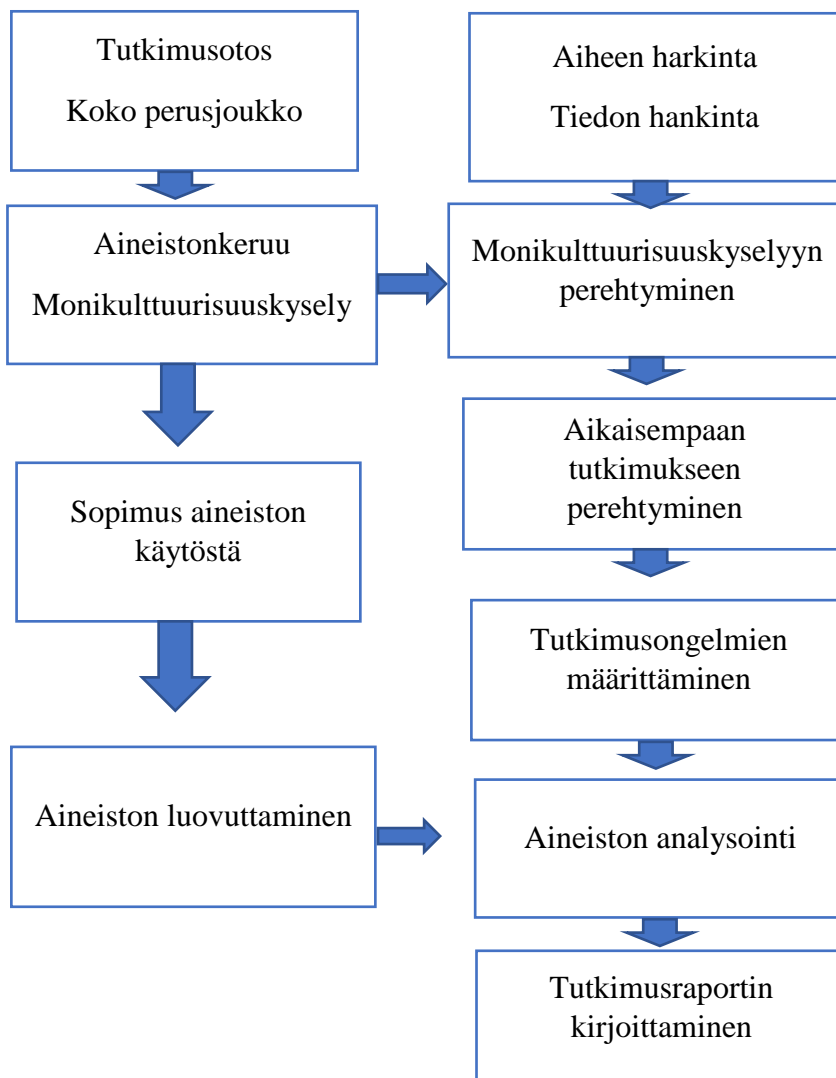 Tutkimusotos
Koko perusjoukko
Aineistonkeruu
Monikulttuurisuuskysely
Sopimus aineiston
käytöstä
Aineiston luovuttaminen
Aiheen harkinta
Tiedon hankinta
Monikulttuurisuuskyselyyn
perehtyminen
Aikaisempaan
tutkimukseen
perehtyminen
Tutkimusongelmien
määrittäminen
Aineiston analysointi
Tutkimusraportin
kirjoittaminen